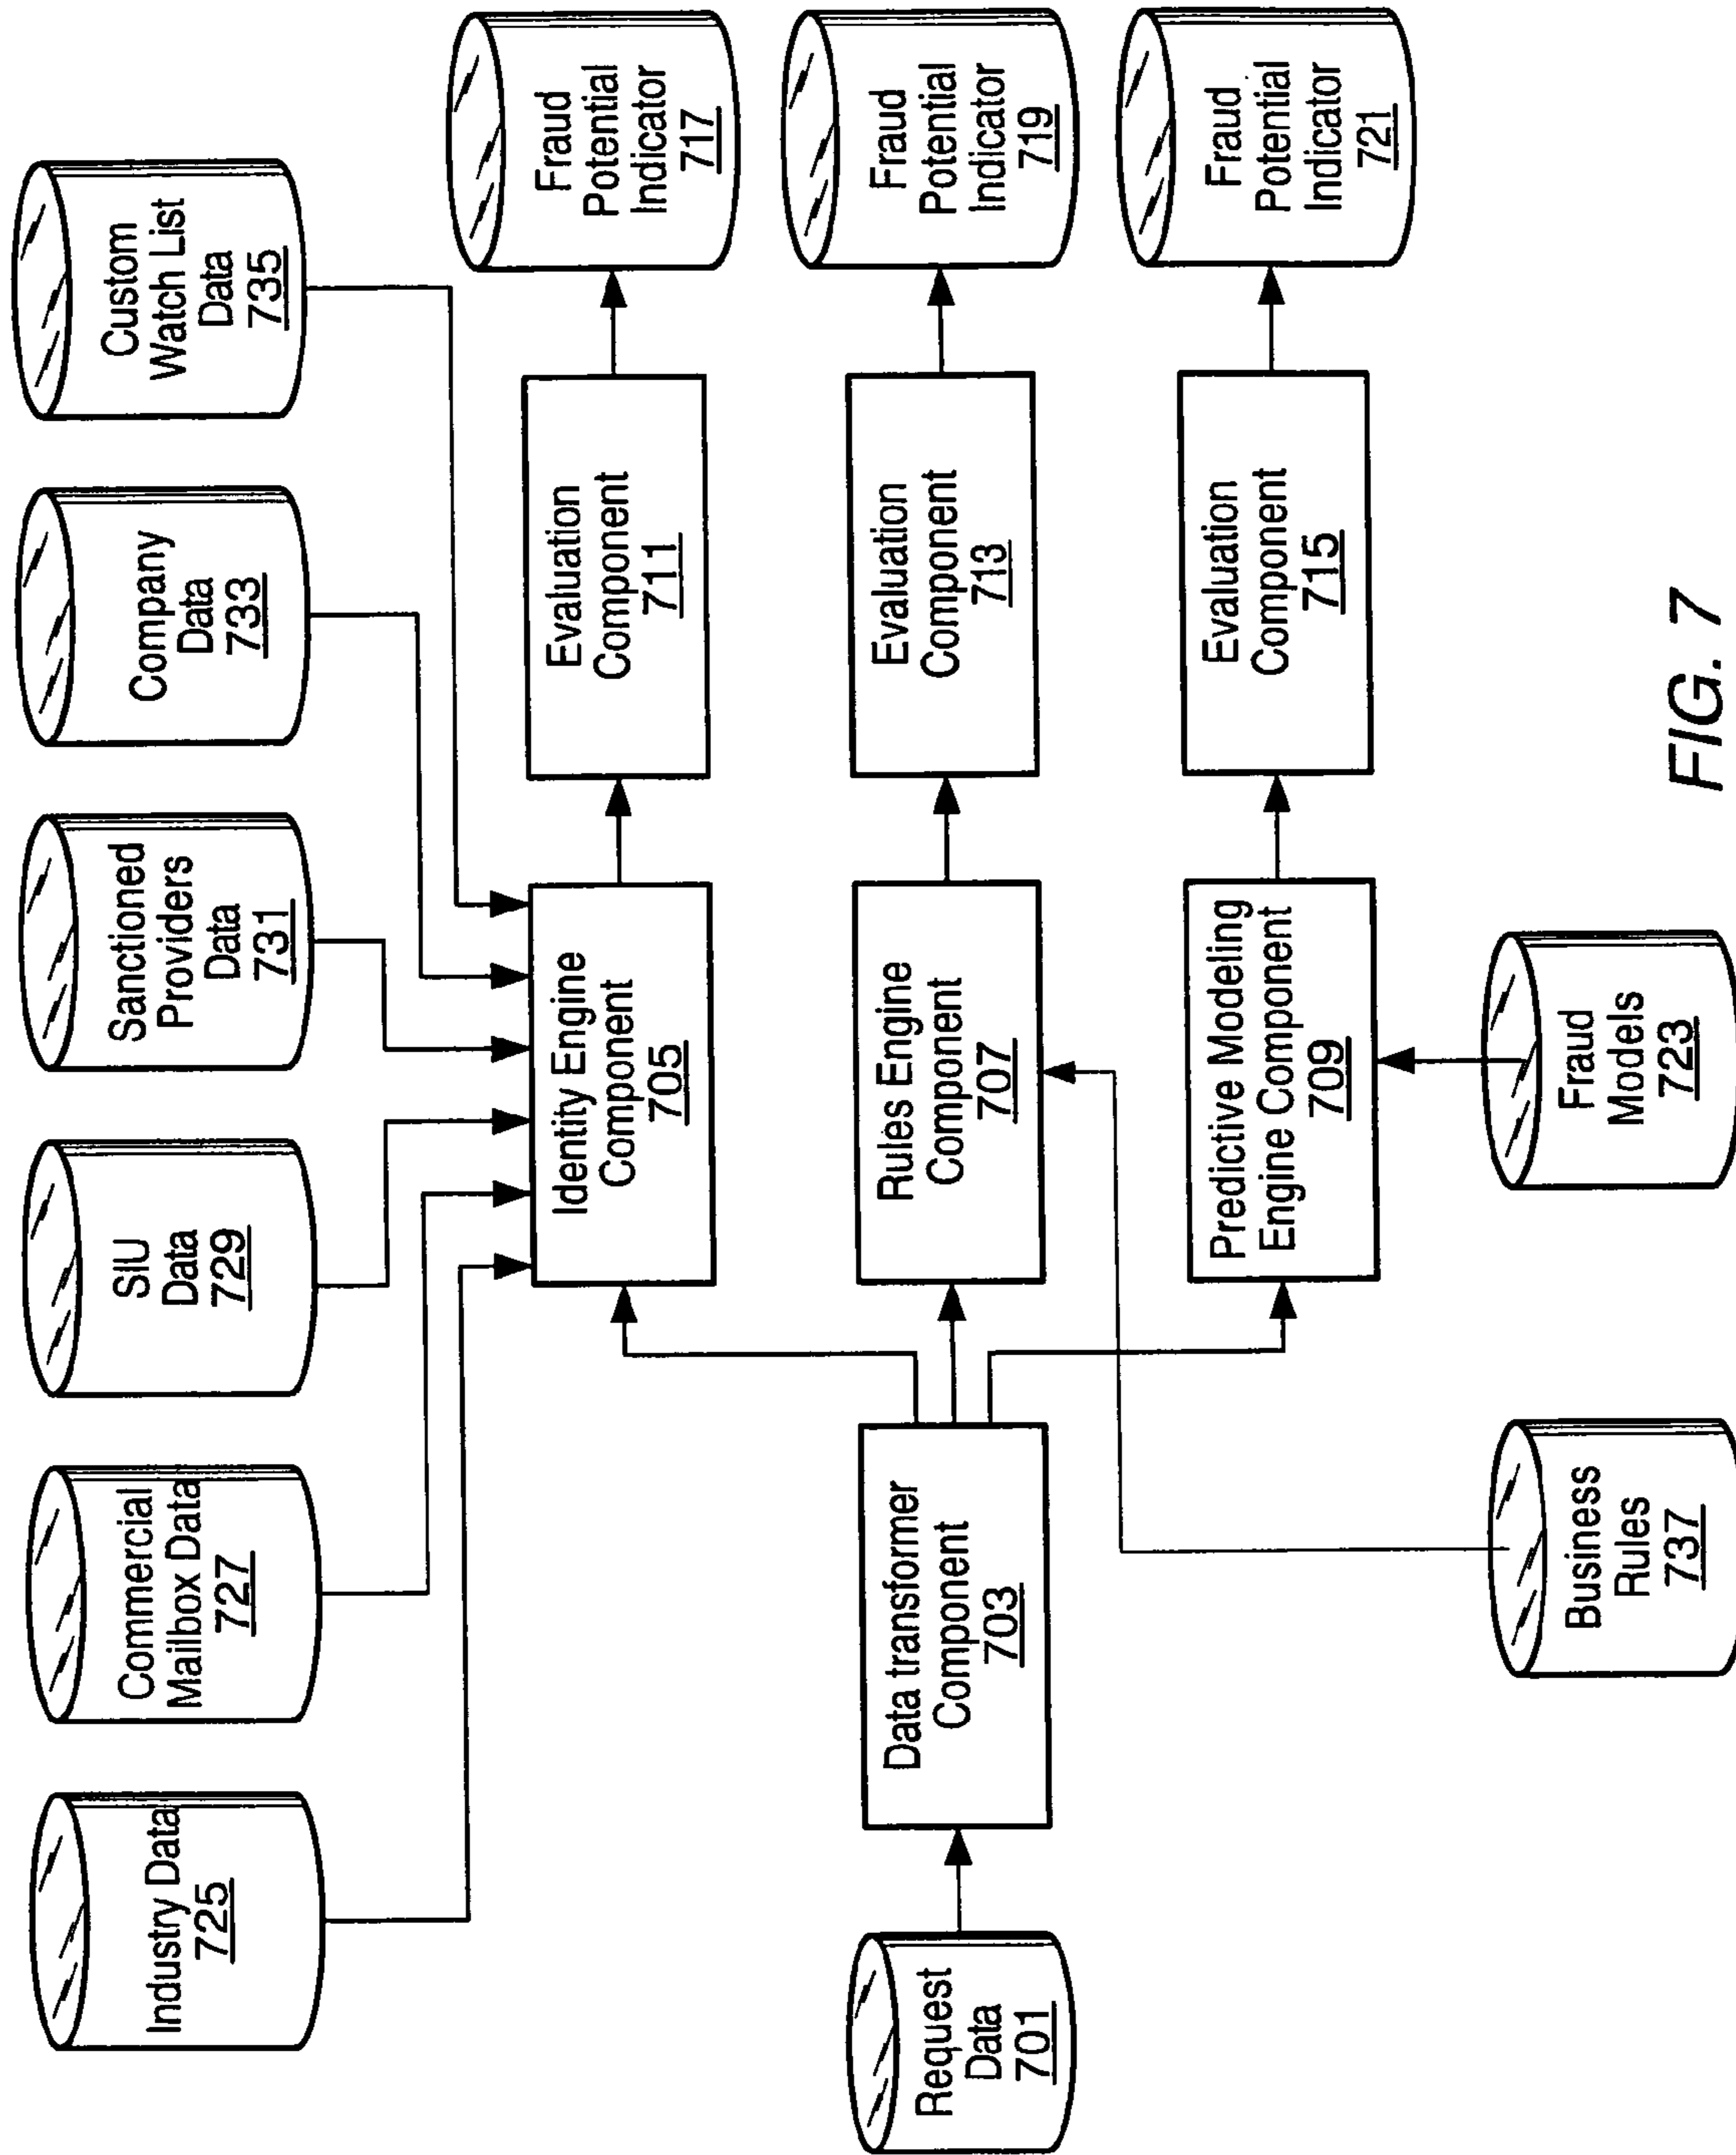 Industry Data
725
Commercial
Mailbox Data
727
SIU
Data
729
Sanctioned
Providers
Data
731
Company
Data
733
Custom
Watch List
Data
735
Request
Data
701
Data transformer
Component
703
Identity Engine
Component
705
Evaluation
Component
711
Fraud
Potential
Indicator
717
Rules Engine
Component
707
Evaluation
Component
713
Fraud
Potential
Indicator
719
Predictive Modeling
Engine Component
709
Evaluation
Component
715
Fraud
Potential
Indicator
721
Business
Rules
737
Fraud
Models
723
FIG. 7